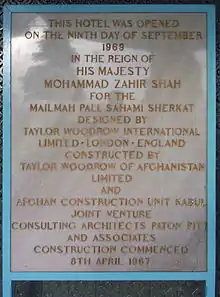 THIS HOTEL WAS OPENED
ON THE NINTH DAY OF SEPTEMBER
1969
IN THE REIGN OF
HIS MAJESTY
MOHAMMAD ZAHIR SHAH
FOR THE
MAILMAH PALL SAHAMI SHERKAT
DESIGNED BY
TAYLOR WOODROW INTERNATIONAL
LIMITED·LONDON·ENGLAND
CONSTRUCTED BY
TAYLOR WOODROW OF AFGHANISTAN
LIMITED
AND
AFGHAN CONSTRUCTION UNIT KABUL
JOINT VENTURE
CONSULTING ARCHITECTS PATON PITT
AND ASSOCIATES
CONSTRUCTION COMMENCED
8TH APRIL 1967